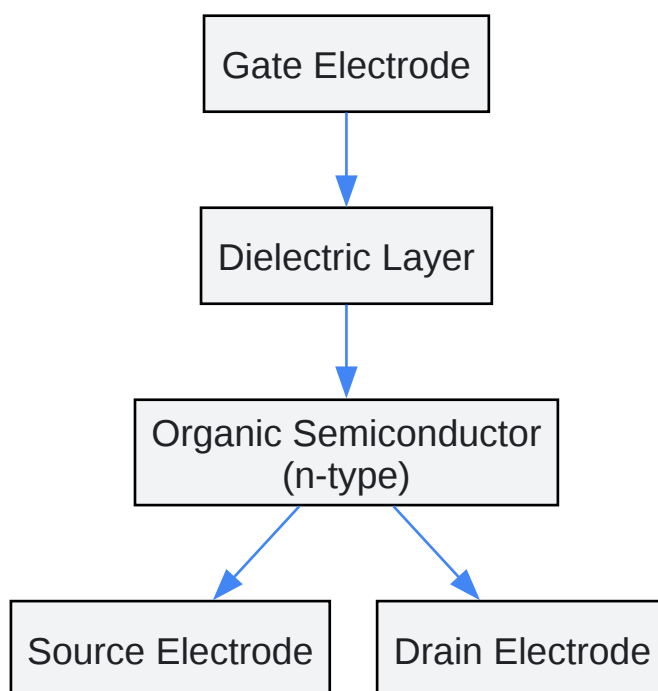 Gate Electrode
Dielectric Layer
Organic Semiconductor
(n-type)
Source Electrode
Drain Electrode